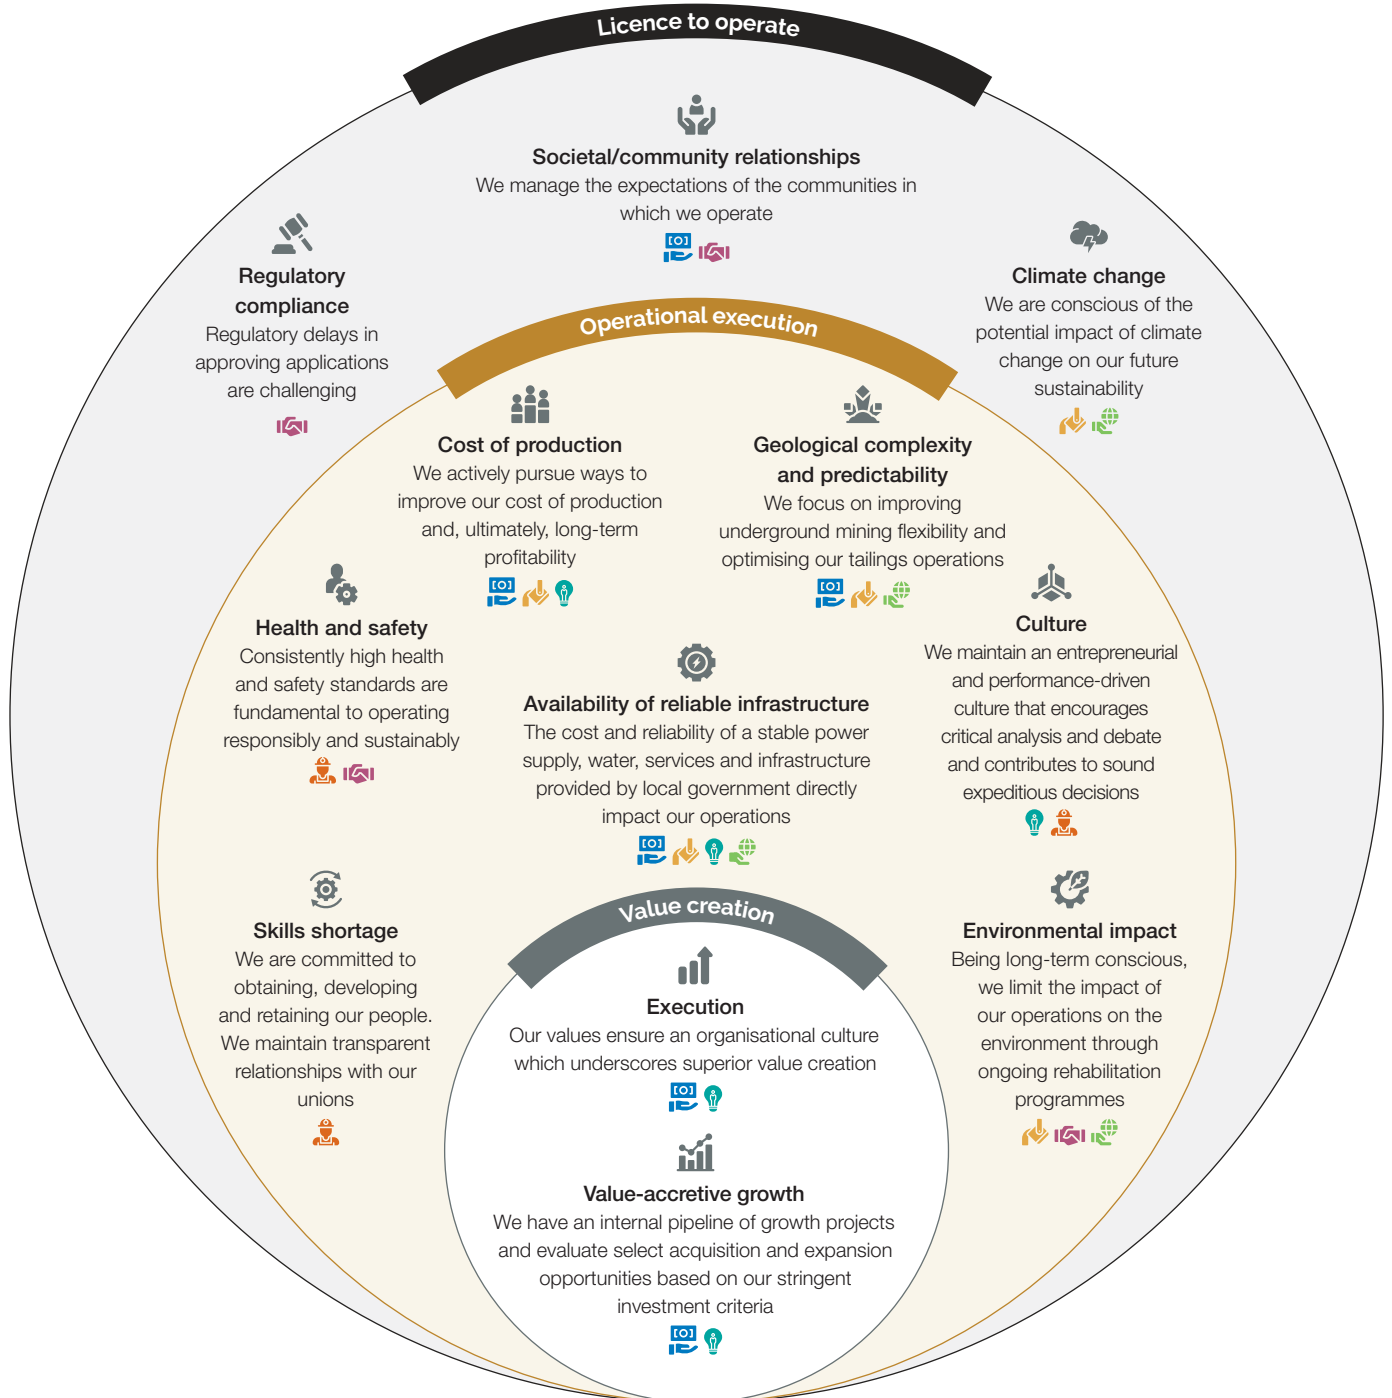 Licence to operate
Societal/community relationships
We manage the expectations of the communities in
which we operate
Regulatory
compliance
Regulatory delays in
approving applications
are challenging
Climate change
We are conscious of the
potential impact of climate
change on our future
sustainability
Operational execution
Cost of production
We actively pursue ways to
improve our cost of production
and, ultimately, long-term
profitability
Geological complexity
and predictability
We focus on improving
underground mining flexibility and
optimising our tailings operations
Health and safety
Consistently high health
and safety standards are
fundamental to operating
responsibly and sustainably
Availability of reliable infrastructure
The cost and reliability of a stable power
supply, water, services and infrastructure
provided by local government directly
impact our operations
Culture
We maintain an entrepreneurial
and performance-driven
culture that encourages
critical analysis and debate
and contributes to sound
expeditious decisions
Skills shortage
We are committed to
obtaining, developing
and retaining our people.
We maintain transparent
relationships with our
unions
Environmental impact
Being long-term conscious,
we limit the impact of
our operations on the
environment through
ongoing rehabilitation
programmes
Value creation
Execution
Our values ensure an organisational culture
which underscores superior value creation
Value-accretive growth
We have an internal pipeline of growth projects
and evaluate select acquisition and expansion
opportunities based on our stringent
investment criteria